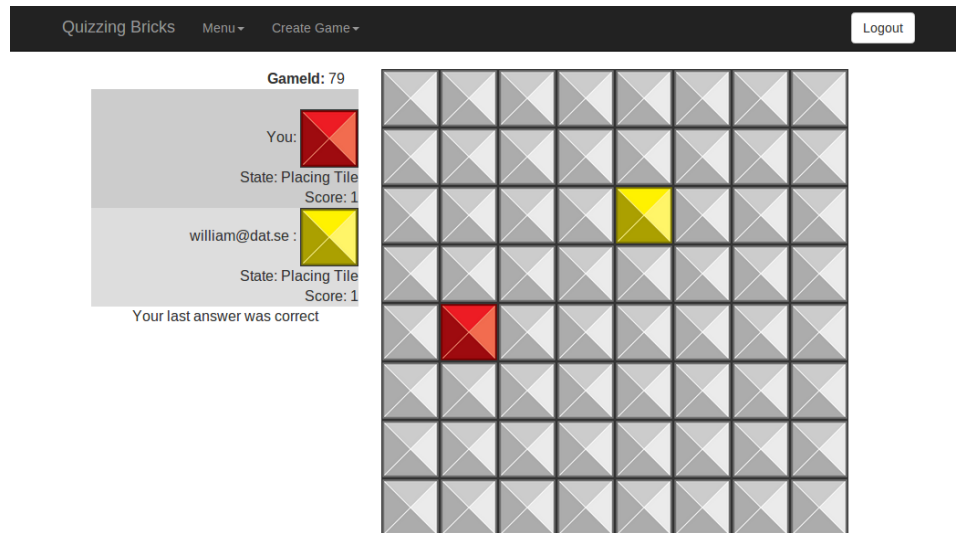 Quizzing Bricks Menu Create Game Logout
GameId: 79
You:
State: Placing Tile
Score: 1
william@dat.se :
State: Placing Tile
Score: 1
Your last answer was correct